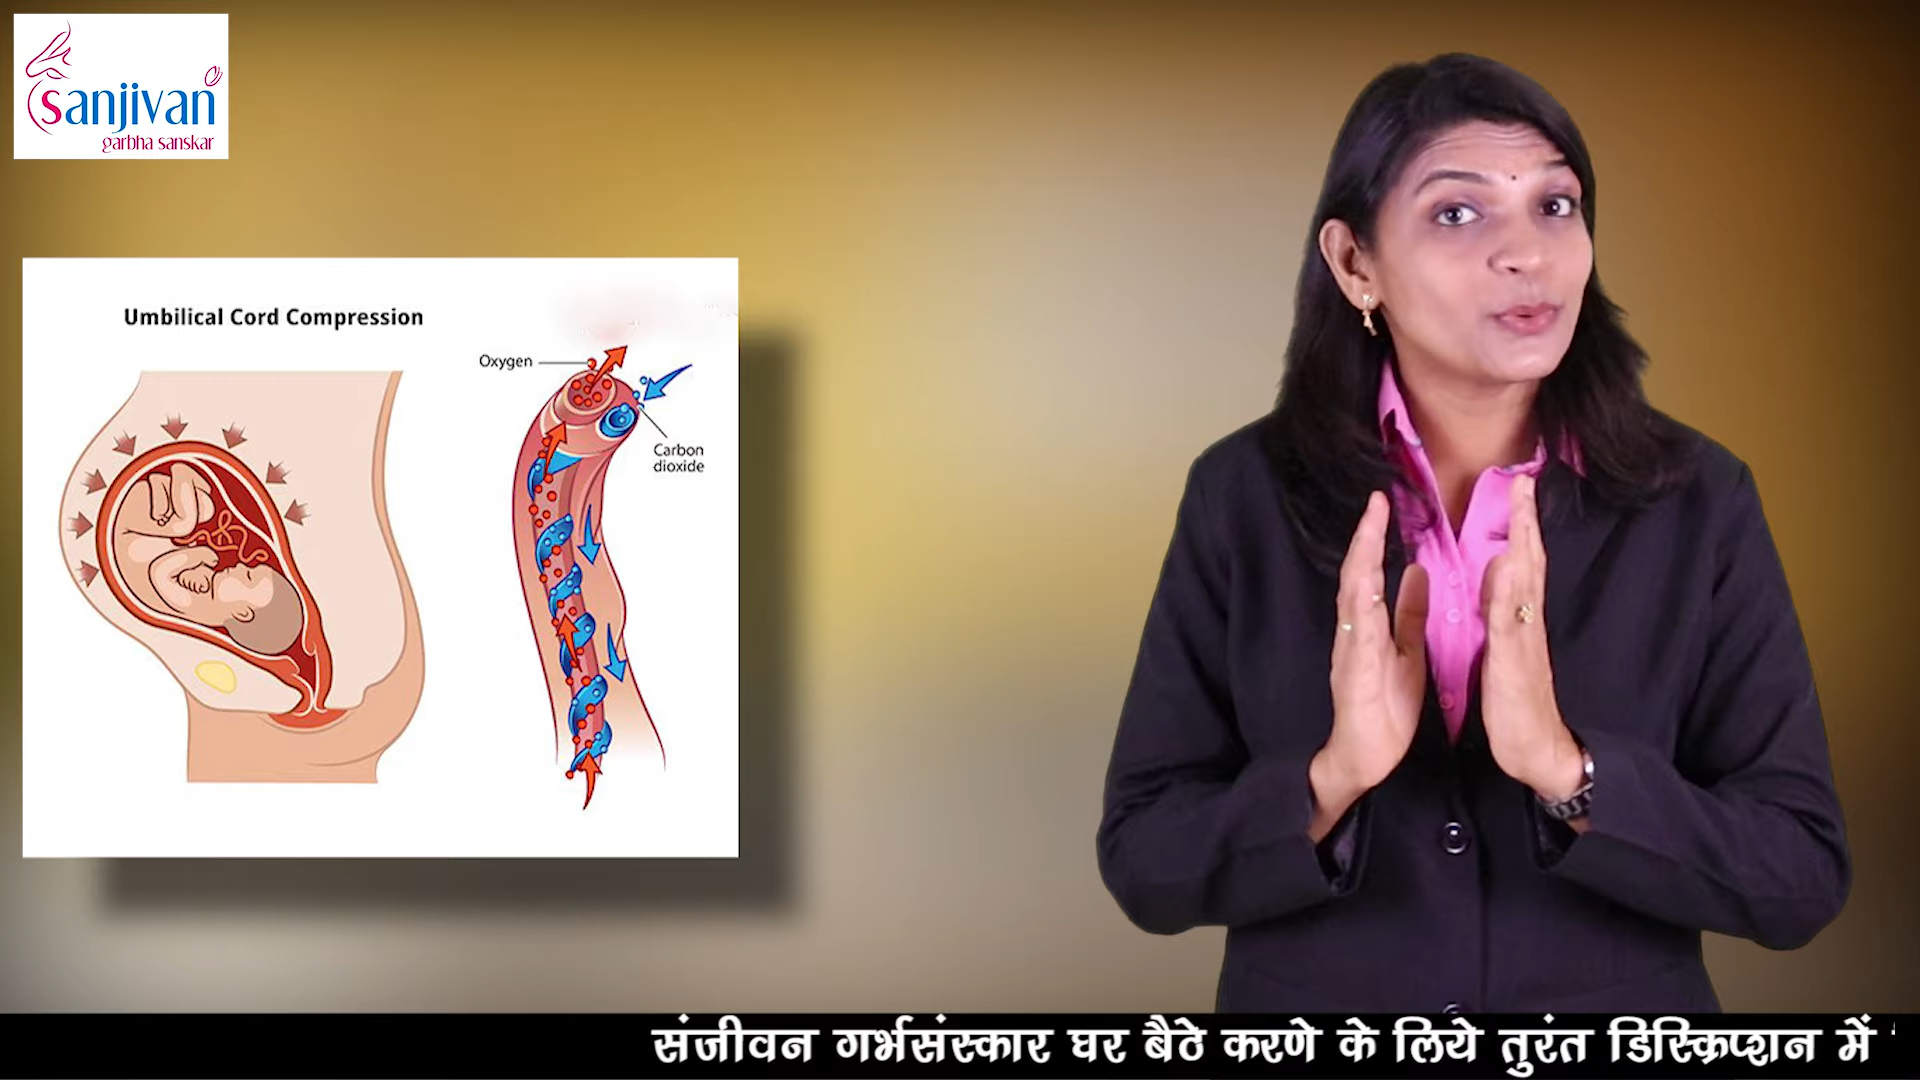 Sanjivan
garbha sanskar
Umbilical Cord Compression
Oxygen
Carbon
dioxide
संजीवन गर्भसंस्कार घर बैठे करणे के लिये तुरंत डिस्क्रिप्शन में